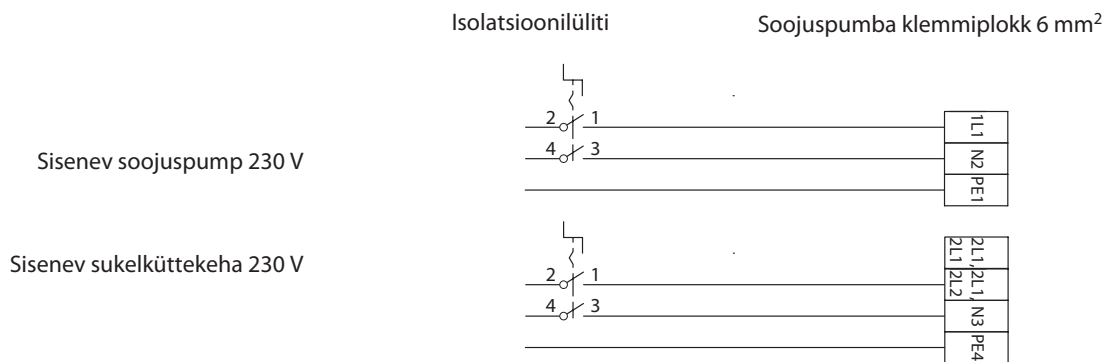 Isolatsioonilüliti
Soojuspumba klemmiplokk 6 mm²
Sisenev soojuspump 230 V
2 1
4 3
1L1
N2
PE1
Sisenev sukelküttekeha 230 V
2 1
4 3
2L1,
2L1
2L1,
2L2
N3
PE4